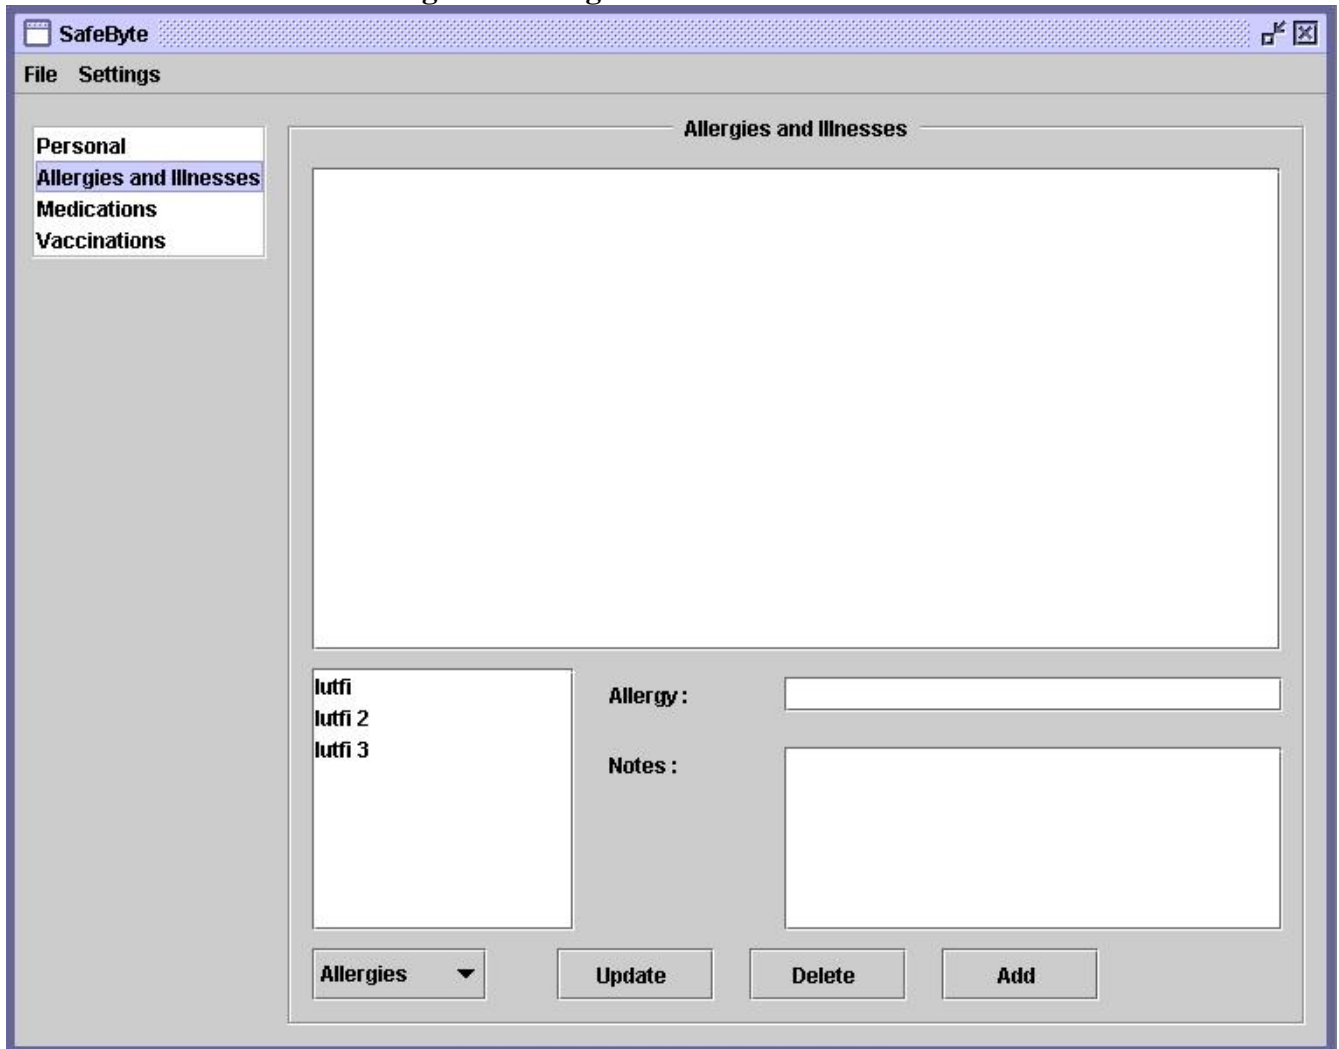 SafeByte
File Settings
Personal
Allergies and Illnesses
Medications
Vaccinations
Allergies and Illnesses
lutfi
lutfi 2
lutfi 3
Allergy :
Notes :
Allergies
Update
Delete
Add